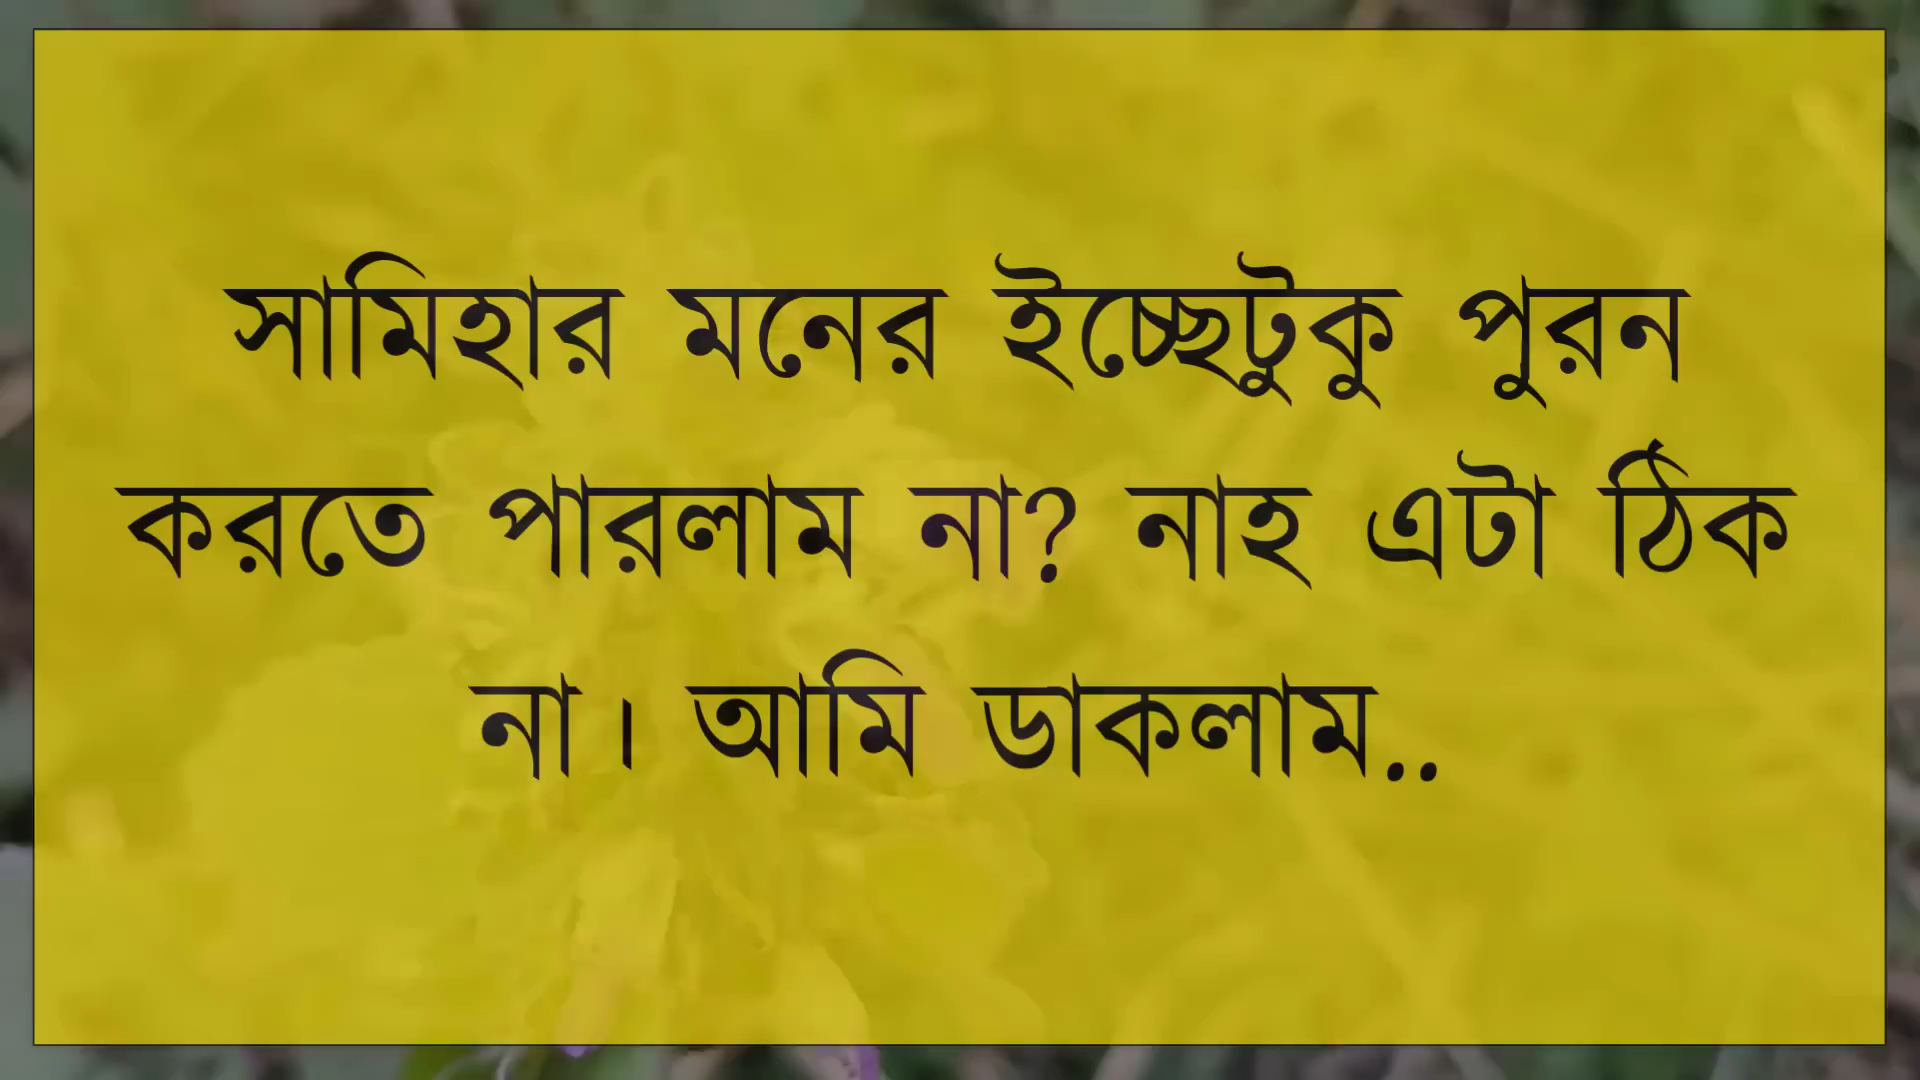 সামিহার মনের ইচ্ছেটুকু পুরন
করতে পারলাম না? নাহ এটা ঠিক
না। আমি ডাকলাম..